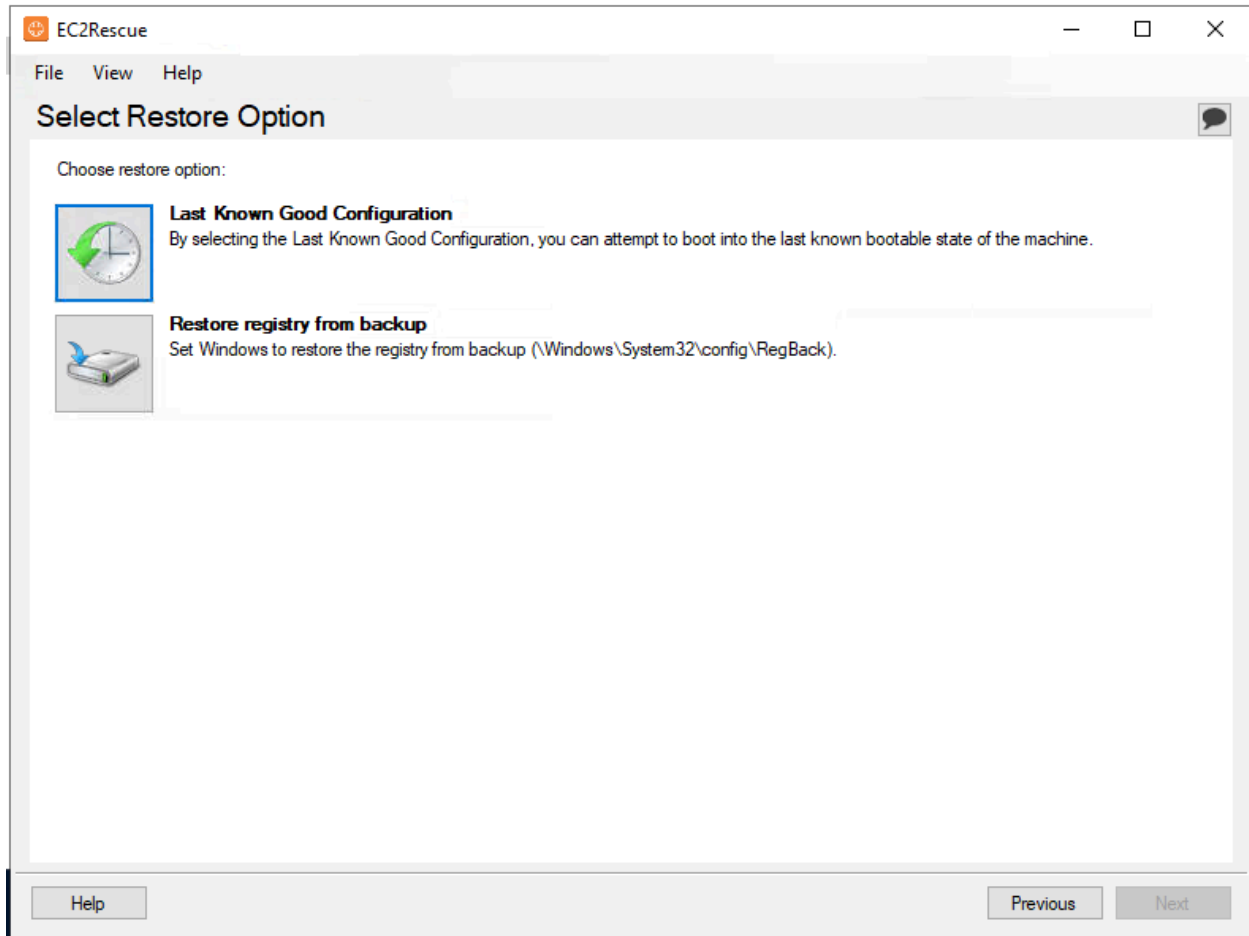 EC2Rescue
File View Help
Select Restore Option
Choose restore option:
Last Known Good Configuration
By selecting the Last Known Good Configuration, you can attempt to boot into the last known bootable state of the machine.
Restore registry from backup
Set Windows to restore the registry from backup (\Windows\System32\config\RegBack).
Help Previous Next